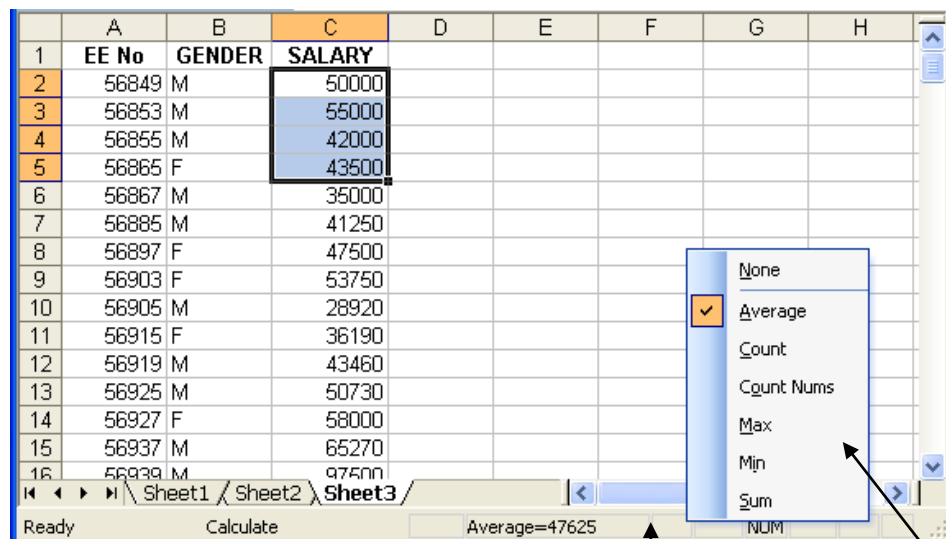 A B C D E F G H
1 EE No GENDER SALARY
2 56849 M 50000
3 56853 M 55000
4 56855 M 42000
5 56865 F 43500
6 56867 M 35000
7 56885 M 41250
8 56897 F 47500
9 56903 F 53750
10 56905 M 28920
11 56915 F 36190
12 56919 M 43460
13 56925 M 50730
14 56927 F 58000
15 56937 M 65270
16 56939 M 97500
None
Average
Count
Count Nums
Max
Min
Sum
Sheet1 Sheet2 Sheet3
Ready Calculate Average=47625 NUM